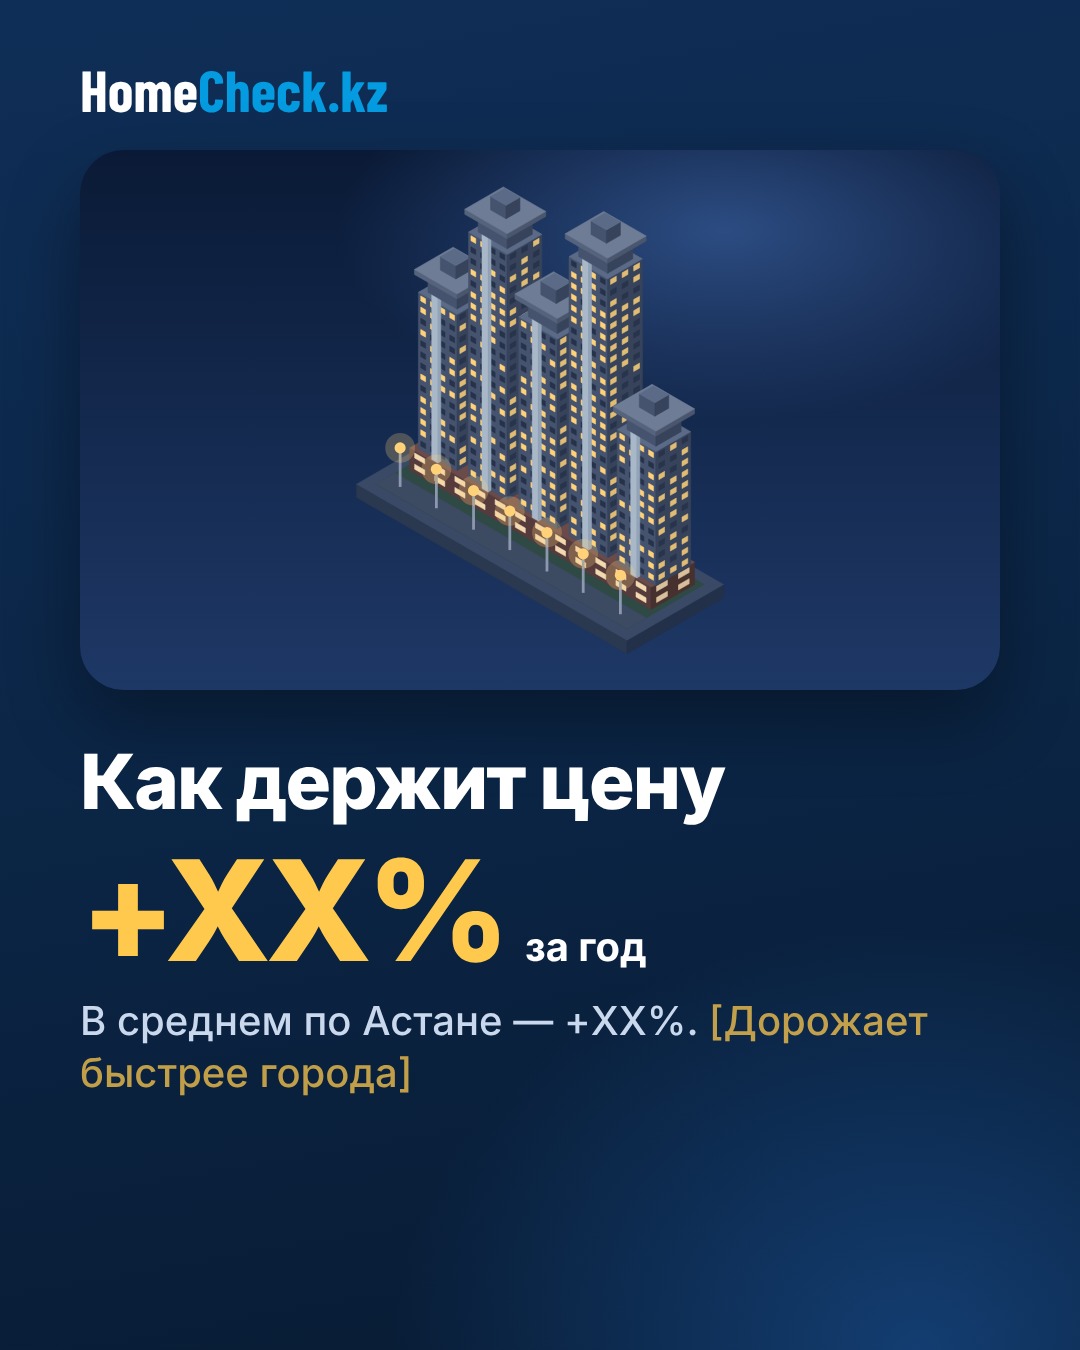 HomeCheck.kz
Как держит цену
+XX% за год
В среднем по Астане — +XX%. [Дорожает
быстрее города]